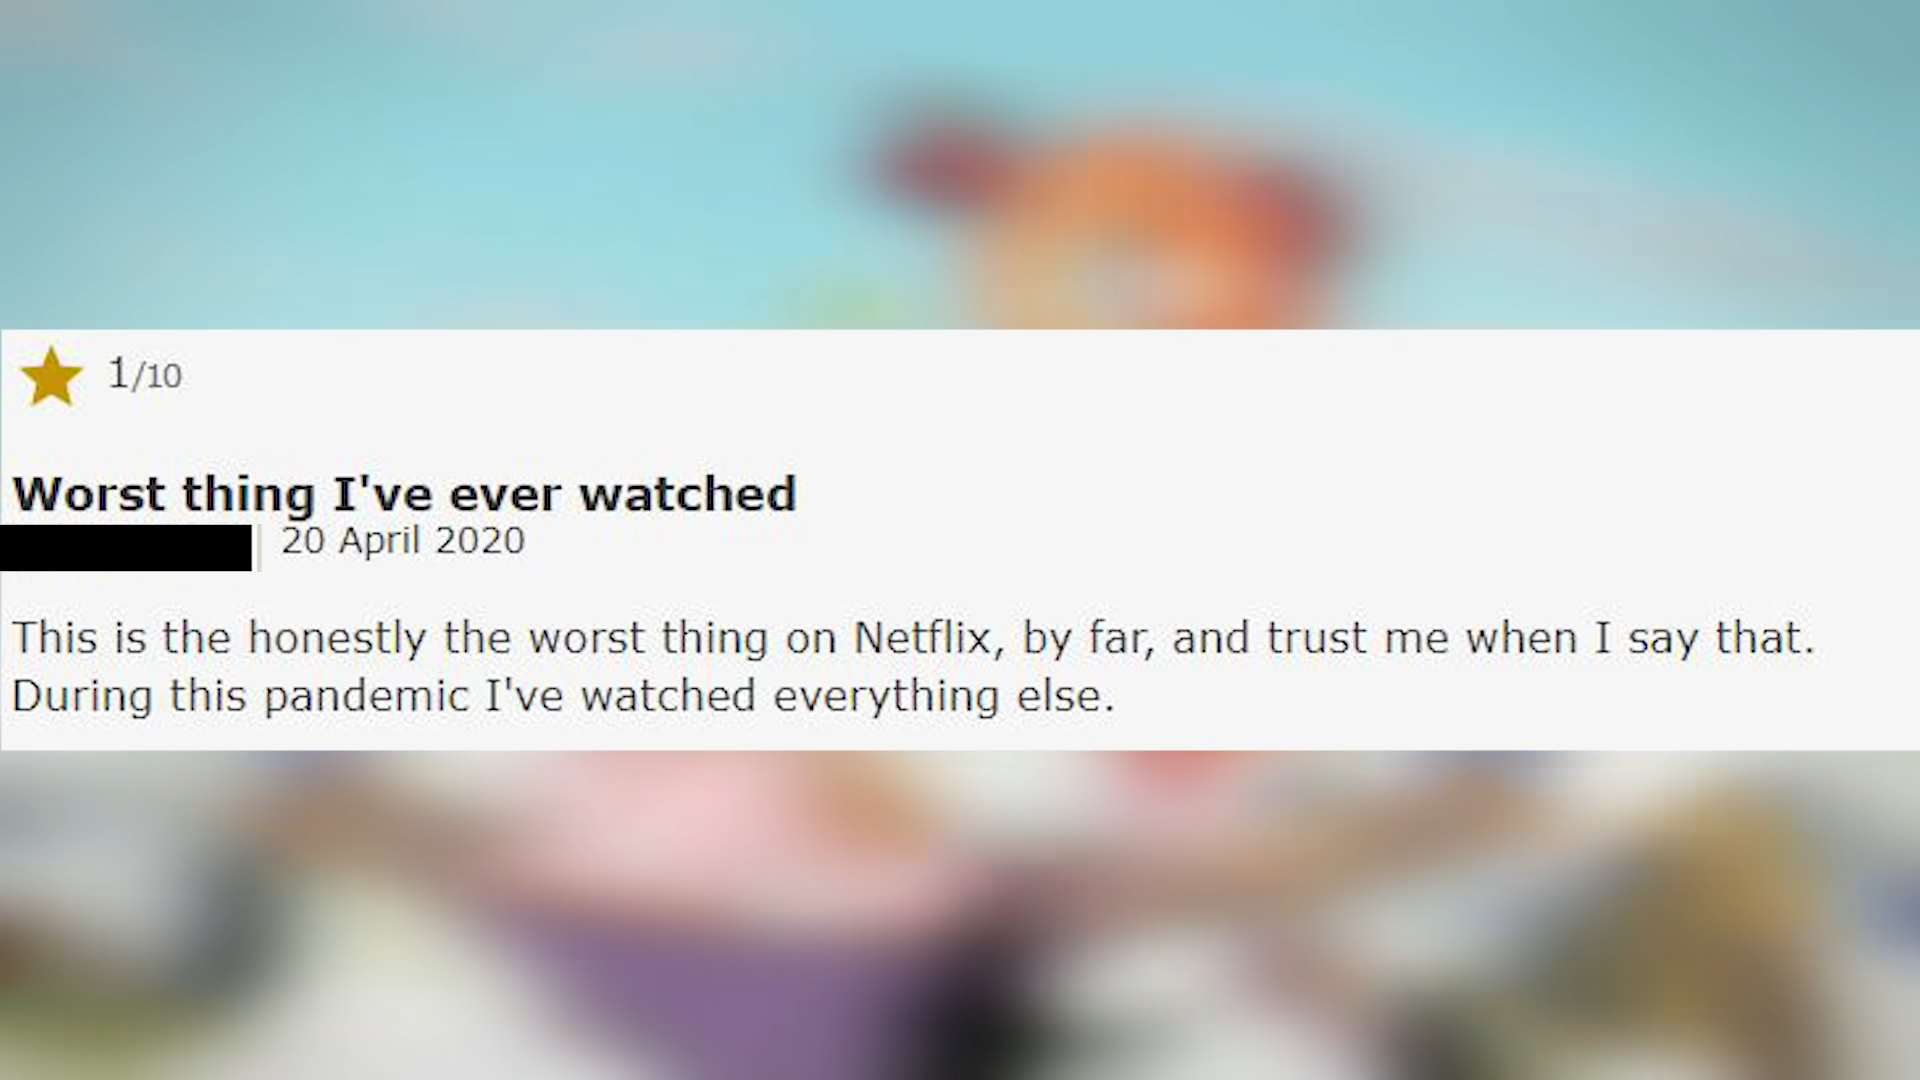 1/10
Worst thing I've ever watched
20 April 2020
This is the honestly the worst thing on Netflix, by far, and trust me when I say that.
During this pandemic I've watched everything else.